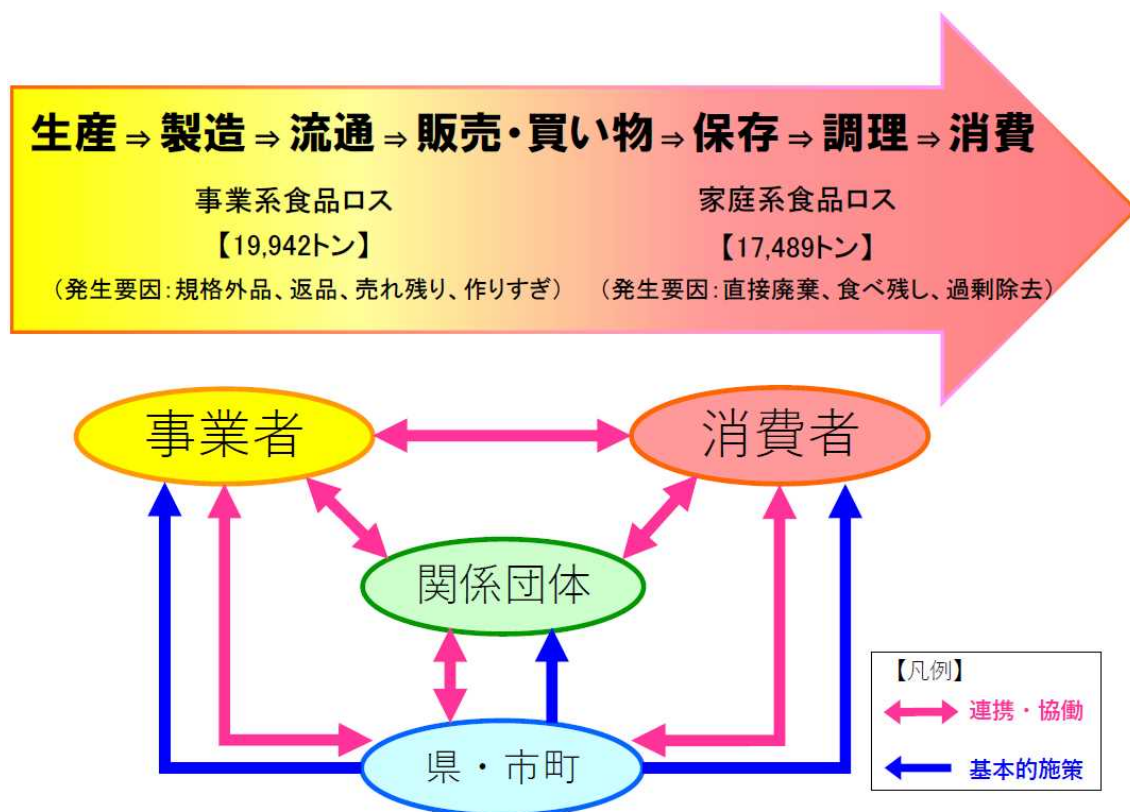 生産⇒製造⇒流通⇒販売・買い物⇒保存⇒調理⇒消費
事業系食品ロス
【19,942トン】
(発生要因:規格外品、返品、売れ残り、作りすぎ)
家庭系食品ロス
【17,489トン】
(発生要因:直接廃棄、食べ残し、過剰除去)
事業者
消費者
関係団体
県・市町
【凡例】
連携・協働
基本的施策